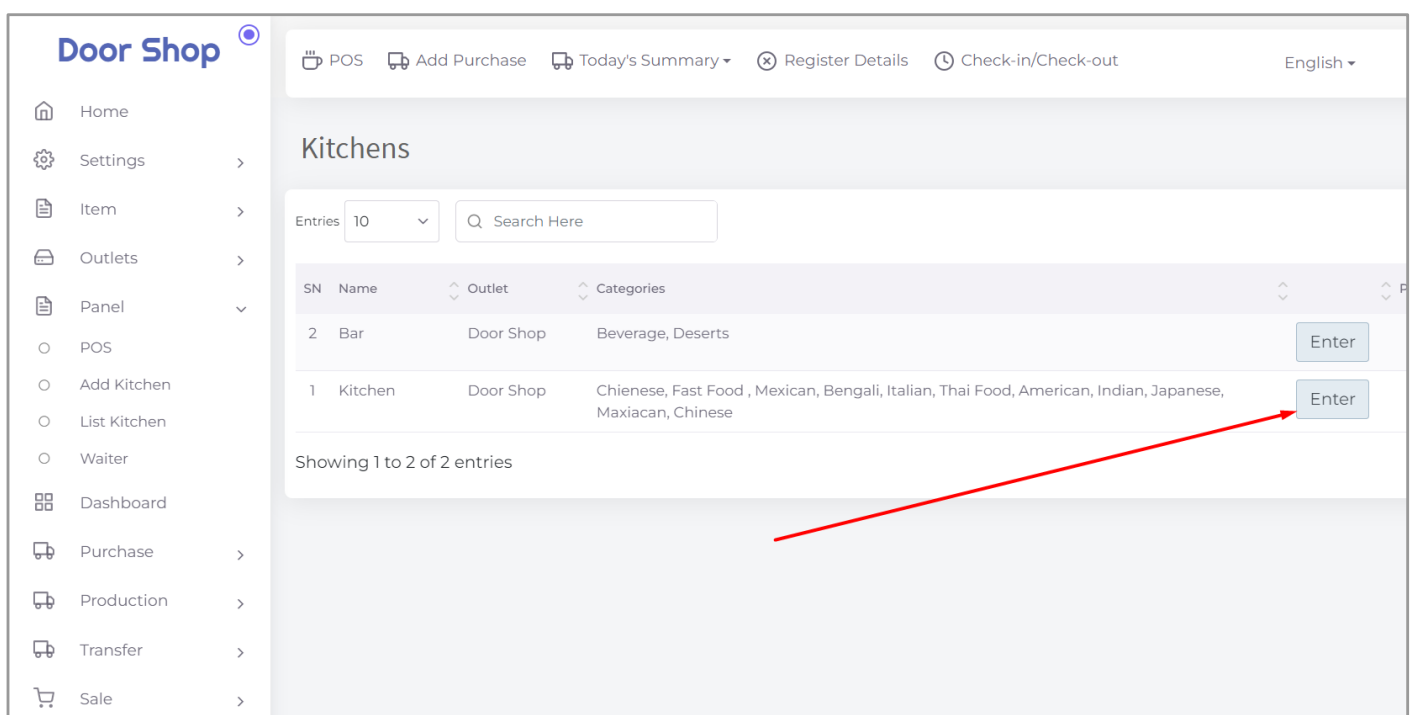 Door Shop
POS Add Purchase Today's Summary Register Details Check-in/Check-out English
Home
Settings
Item
Outlets
Panel
POS
Add Kitchen
List Kitchen
Waiter
Dashboard
Purchase
Production
Transfer
Sale
Kitchens
Entries 10 Search Here
SN Name Outlet Categories P
2 Bar Door Shop Beverage, Deserts Enter
1 Kitchen Door Shop Chienese, Fast Food , Mexican, Bengali, Italian, Thai Food, American, Indian, Japanese, Enter
Maxiacan, Chinese
Showing 1 to 2 of 2 entries